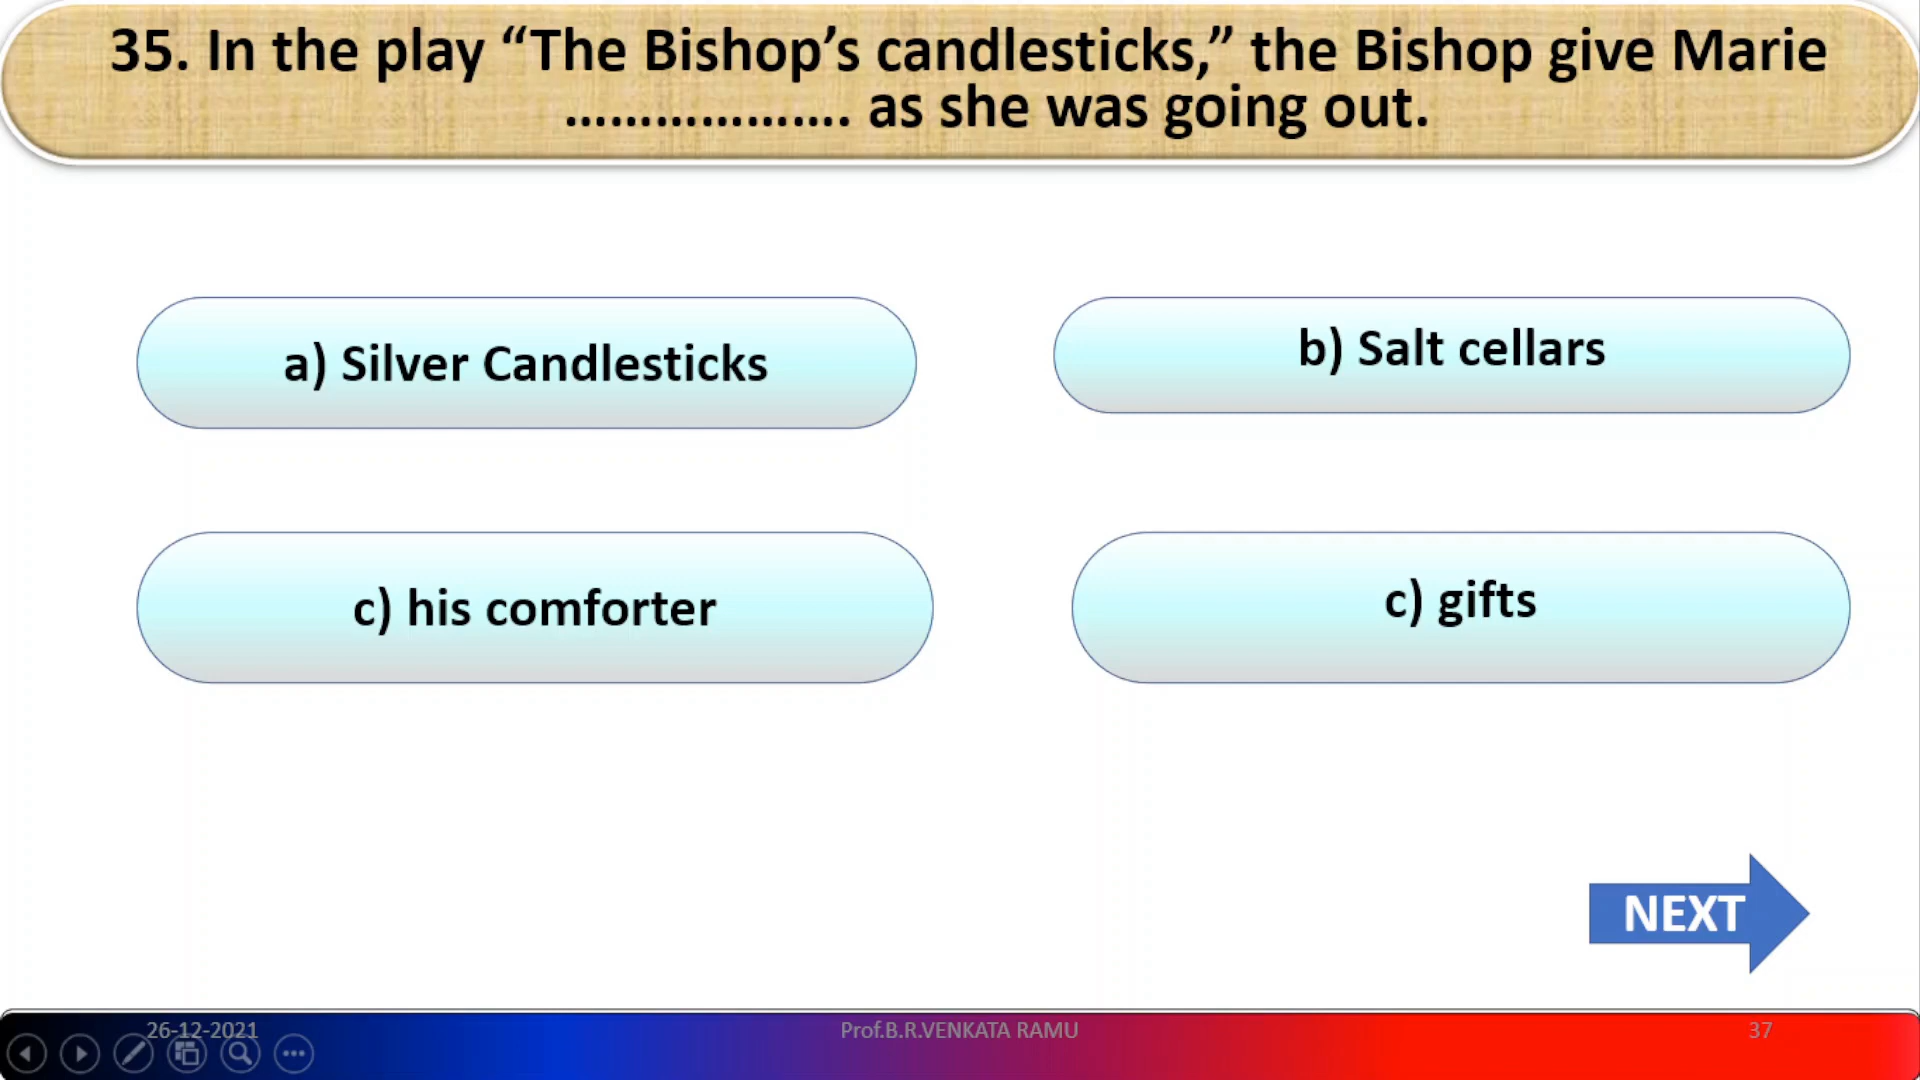 35. In the play “The Bishop’s candlesticks,” the Bishop give Marie
………………. as she was going out.
a) Silver Candlesticks
b) Salt cellars
c) his comforter
c) gifts
NEXT
26-12-2021
Prof.B.R.VENKATA RAMU
37